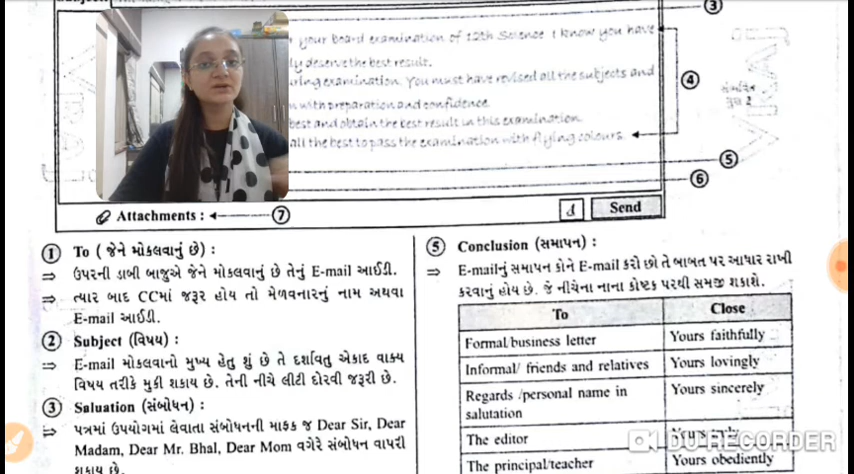 ③
your board examination of 12th Science I know you have
deserve the best result.
uring examination. You must have revised all the subjects and
with preparation and confidence.
④
best and obtain the best result in this examination.
all the best to pass the examination with flying colours.
⑤
⑥
Attachments : ⑦
Send
① To ( જેને મોકલવાનું છે) :
⇒ ઉપરની ડાબી બાજુએ જેને મોકલવાનું છે તેનું E-mail આઈડી.
⇒ ત્યાર બાદ CCમાં જરૂર હોય તો મેળવનારનું નામ અથવા
E-mail આઈડી.
② Subject (વિષય) :
⇒ E-mail મોકલવાનો મુખ્ય હેતુ શું છે તે દર્શાવતુ એકાદ વાક્ય
વિષય તરીકે મુકી શકાય છે. તેની નીચે લીટી દોરવી જરૂરી છે.
③ Saluation (સંબોધન) :
⇒ પત્રમાં ઉપયોગમાં લેવાતા સંબોધનની માફક જ Dear Sir, Dear
Madam, Dear Mr. Bhal, Dear Mom વગેરે સંબોધન વાપરી
શકાય છે.
⑤ Conclusion (સમાપન) :
⇒ E-mailનું સમાપન કોને E-mail કરો છો તે બાબત પર આધાર રાખી
કરવાનું હોય છે. જે નીચેના નાના કોષ્ટક પરથી સમજી શકાશે.
To Close
Formal/business letter Yours faithfully
Informal/ friends and relatives Yours lovingly
Regards /personal name in Yours sincerely
salutation
The editor Yours truly
The principal/teacher Yours obediently
DU RECORDER